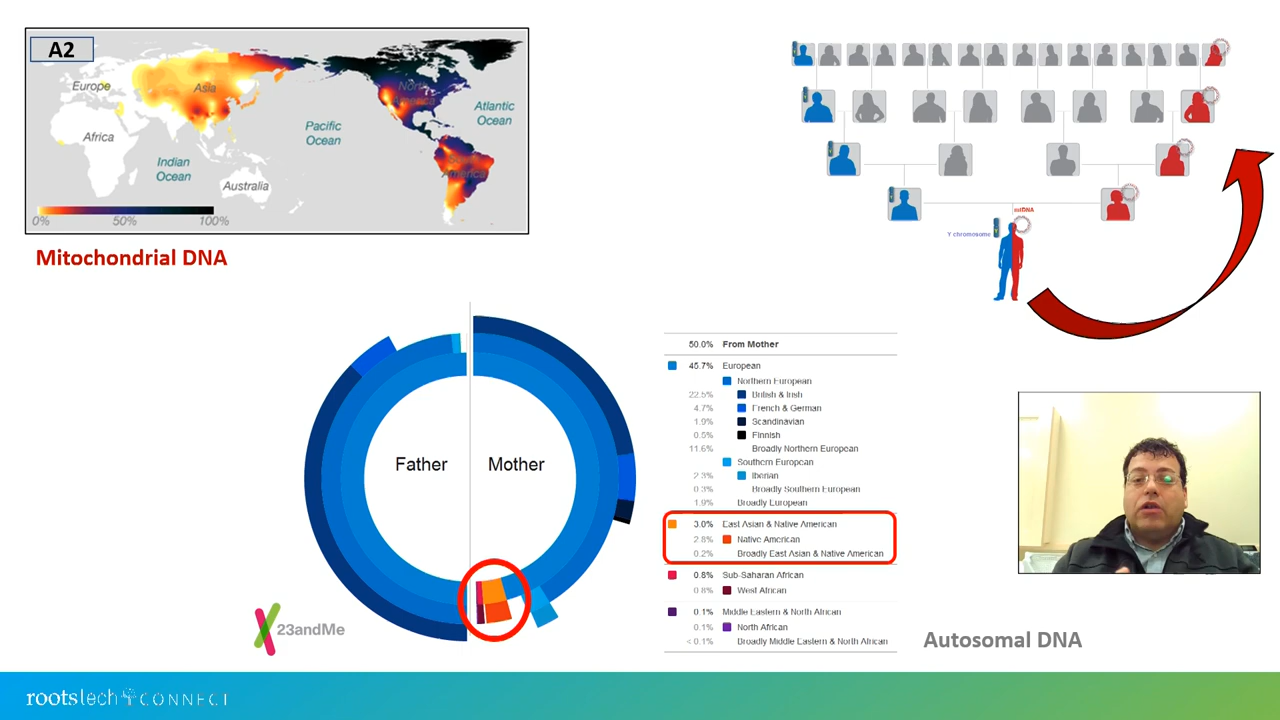 A2
Europe
Asia
North
America
Atlantic
Ocean
Africa
Pacific
Ocean
Indian
Ocean
South
America
Australia
0%
50%
100%
Mitochondrial DNA
mtDNA
Y chromosome
Father
Mother
23andMe
50.0% From Mother
45.7% European
Northern European
22.5% British & Irish
4.7% French & German
1.9% Scandinavian
0.5% Finnish
11.6% Broadly Northern European
Southern European
2.3% Iberian
0.3% Broadly Southern European
1.9% Broadly European
3.0% East Asian & Native American
2.8% Native American
0.2% Broadly East Asian & Native American
0.8% Sub-Saharan African
0.8% West African
0.1% Middle Eastern & North African
0.1% North African
< 0.1% Broadly Middle Eastern & North African
Autosomal DNA
rootstech CONNECT